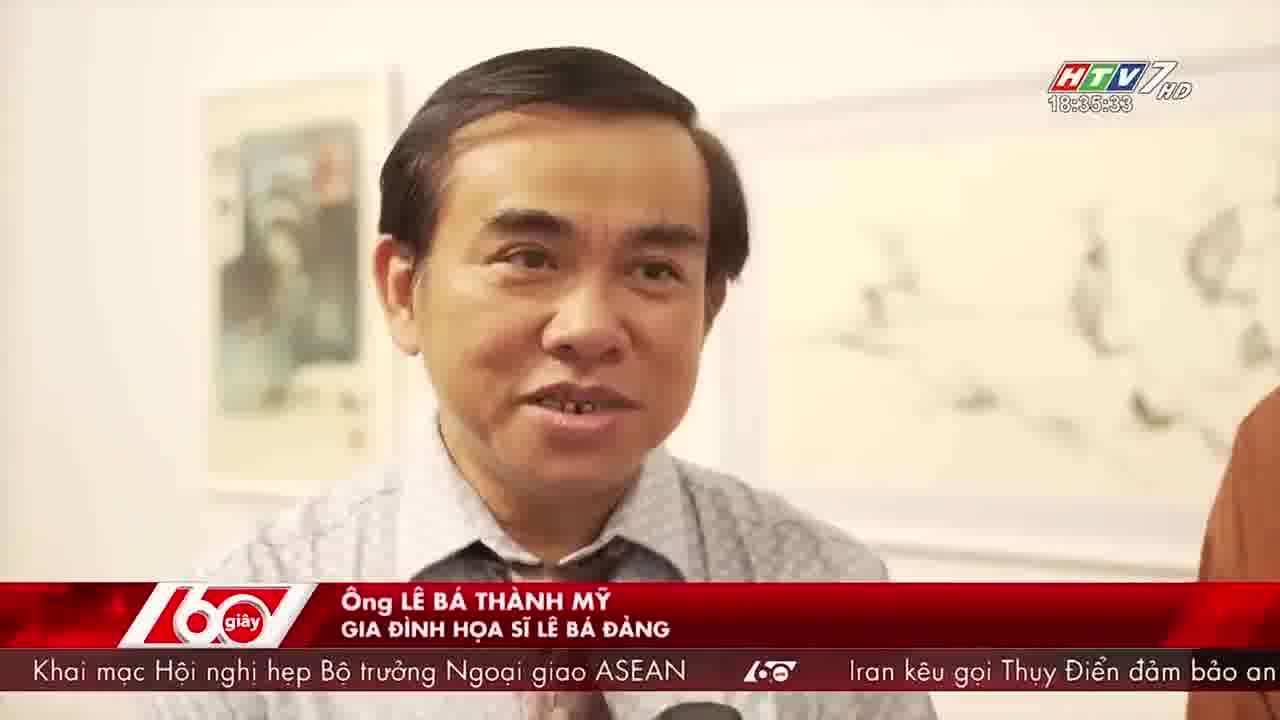 HTV7 HD
18:35:33
60 giây
Ông LÊ BÁ THÀNH MỸ
GIA ĐÌNH HỌA SĨ LÊ BÁ ĐẢNG
Khai mạc Hội nghị hẹp Bộ trưởng Ngoại giao ASEAN
60 giây
Iran kêu gọi Thụy Điển đảm bảo an